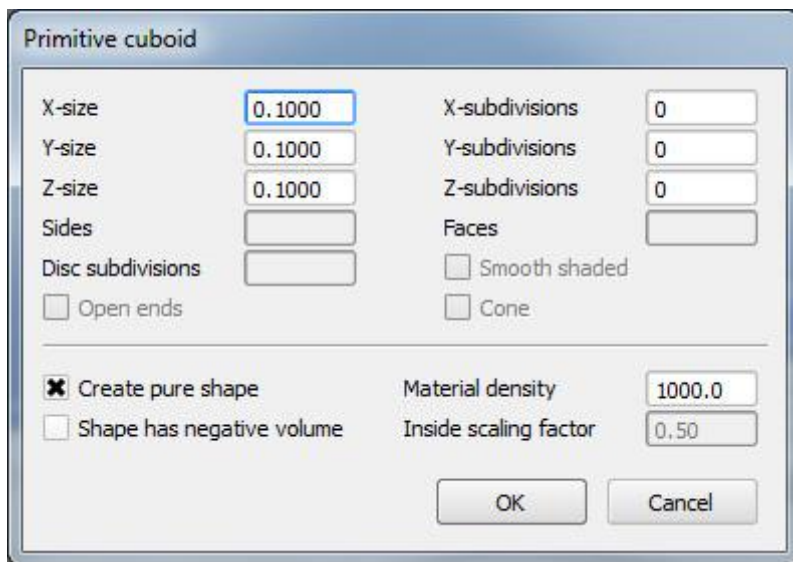 Primitive cuboid
X-size 0.1000 X-subdivisions 0
Y-size 0.1000 Y-subdivisions 0
Z-size 0.1000 Z-subdivisions 0
Sides Faces
Disc subdivisions Smooth shaded
Open ends Cone
Create pure shape Material density 1000.0
Shape has negative volume Inside scaling factor 0.50
OK Cancel